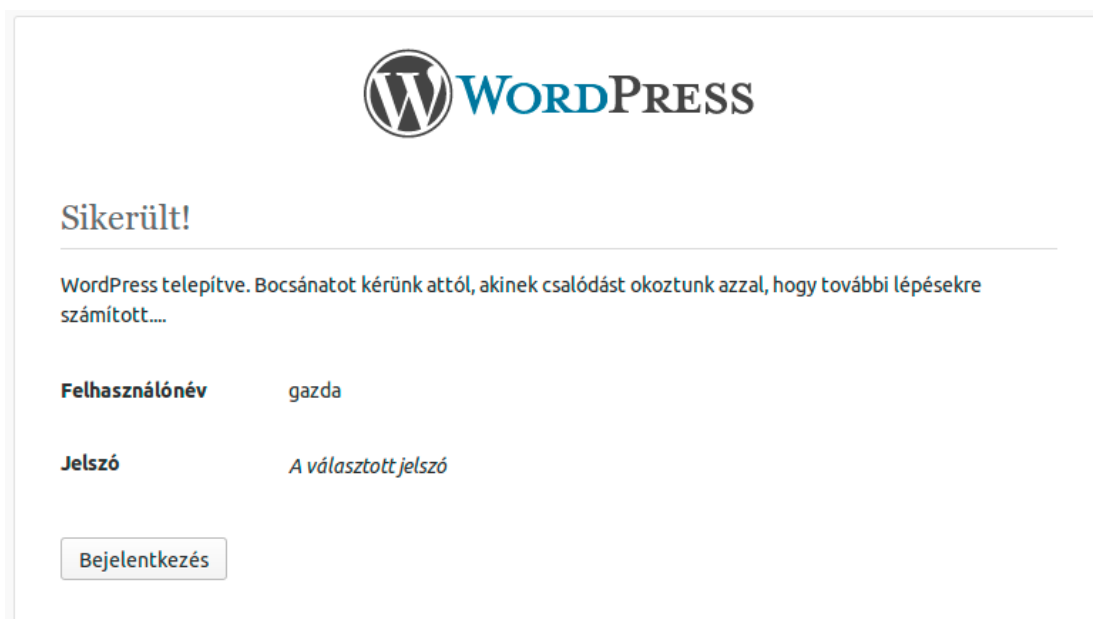 WORDPRESS
Sikerült!
WordPress telepítve. Bocsánatot kérünk attól, akinek csalódást okoztunk azzal, hogy további lépésekre
számított....
Felhasználónév gazda
Jelszó A választott jelszó
Bejelentkezés